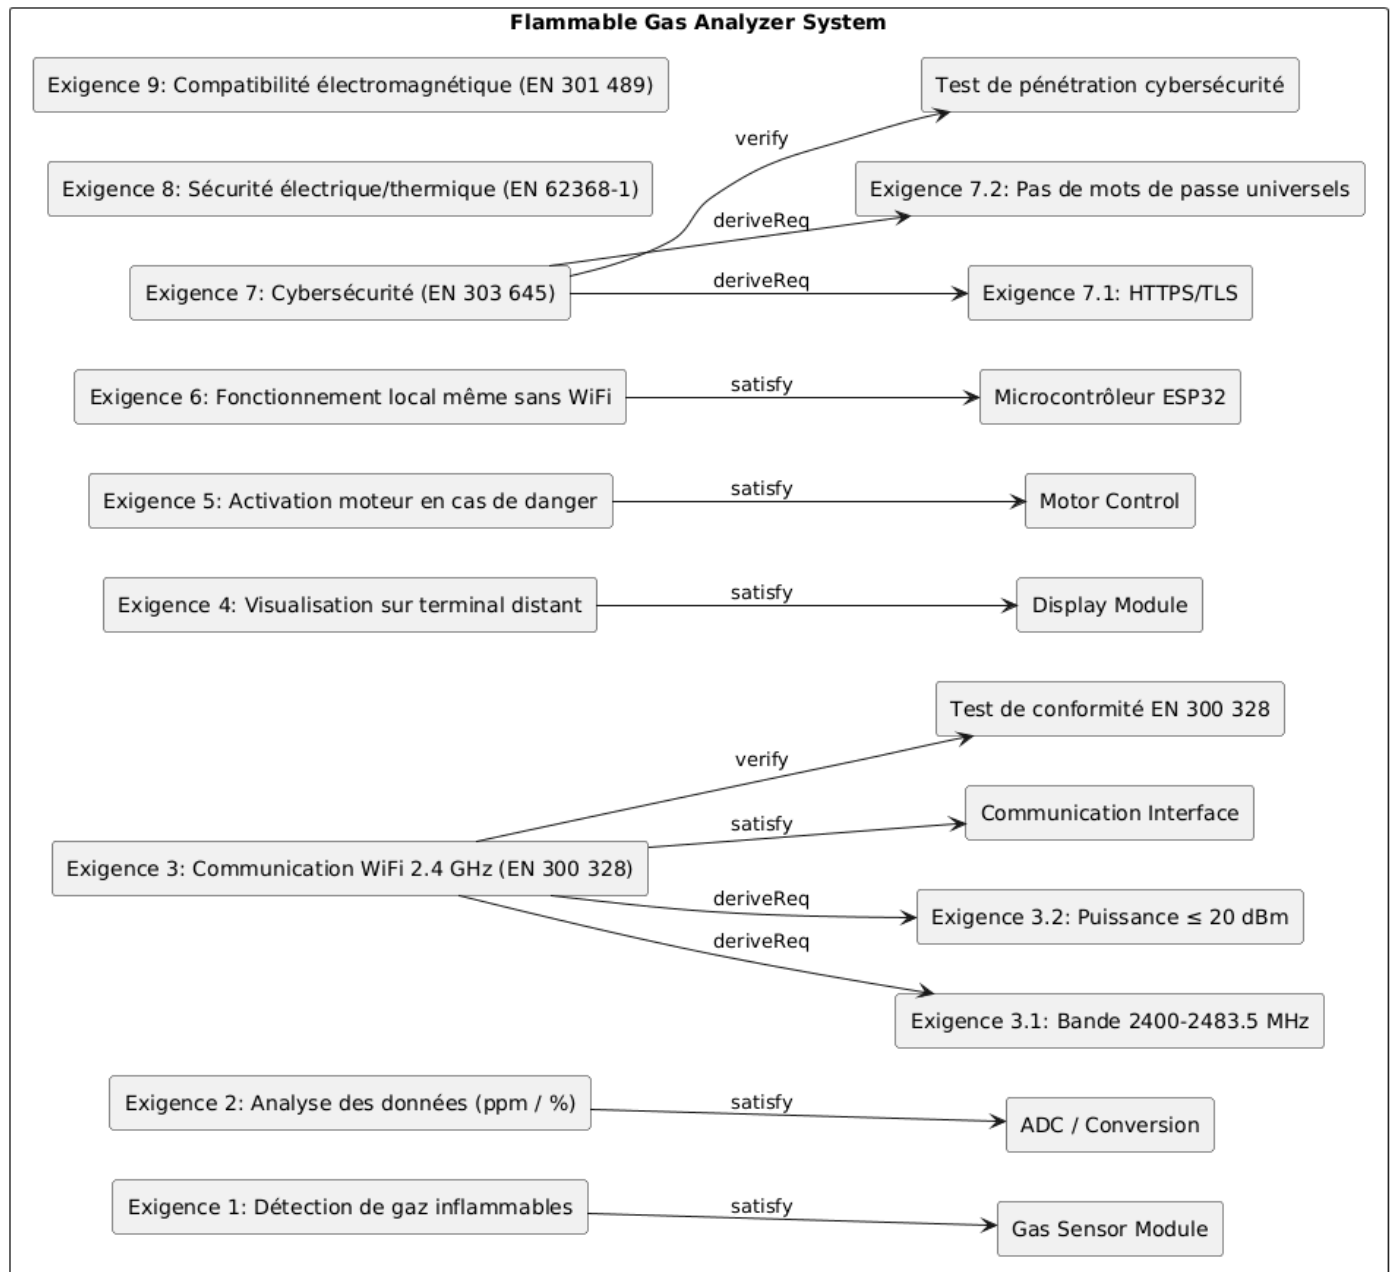 Flammable Gas Analyzer System
Exigence 9: Compatibilité électromagnétique (EN 301 489)
Test de pénétration cybersécurité
verify
Exigence 8: Sécurité électrique/thermique (EN 62368-1)
Exigence 7.2: Pas de mots de passe universels
deriveReq
Exigence 7: Cybersécurité (EN 303 645)
deriveReq
Exigence 7.1: HTTPS/TLS
Exigence 6: Fonctionnement local même sans WiFi
satisfy
Microcontrôleur ESP32
Exigence 5: Activation moteur en cas de danger
satisfy
Motor Control
Exigence 4: Visualisation sur terminal distant
satisfy
Display Module
Test de conformité EN 300 328
verify
Communication Interface
satisfy
Exigence 3: Communication WiFi 2.4 GHz (EN 300 328)
deriveReq
Exigence 3.2: Puissance ≤ 20 dBm
deriveReq
Exigence 3.1: Bande 2400-2483.5 MHz
Exigence 2: Analyse des données (ppm / %)
satisfy
ADC / Conversion
Exigence 1: Détection de gaz inflammables
satisfy
Gas Sensor Module